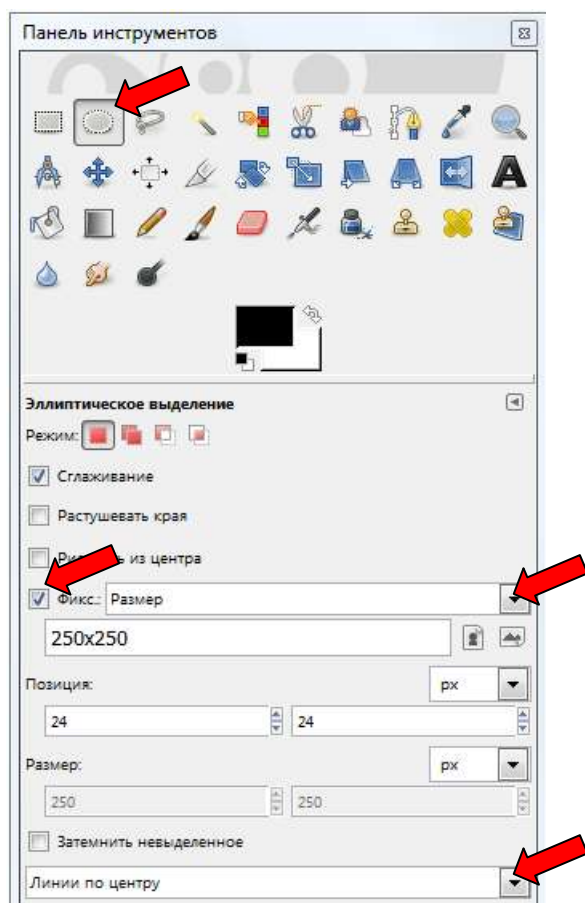 Панель инструментов
Эллиптическое выделение
Режим:
Сглаживание
Растушевать края
из центра
Фикс.: Размер
250x250
Позиция:
px
24
24
Размер:
px
250
250
Затемнить невыделенное
Линии по центру